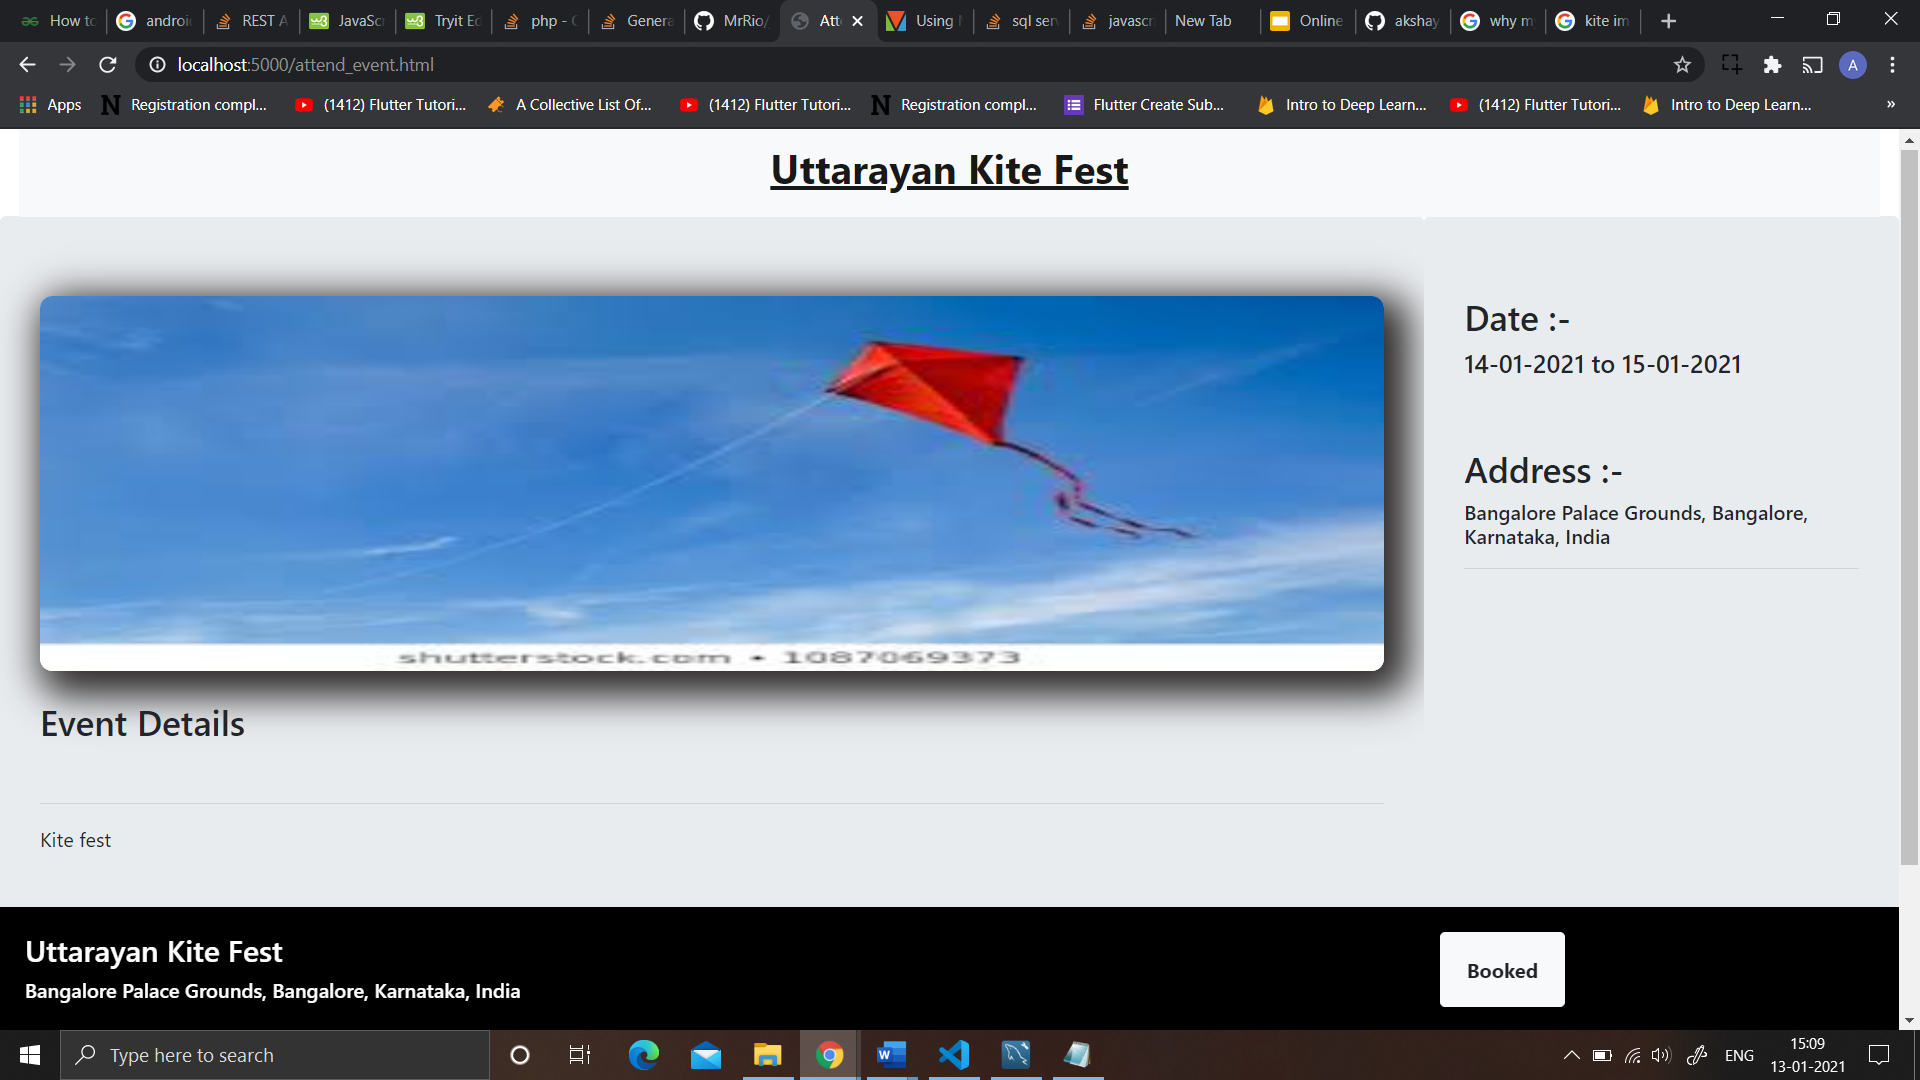 How to
androi
REST A
JavaScr
Tryit Ed
php - C
Genera
MrRio/
Att
Using
sql serv
javascr
New Tab
Online
akshay
why m
kite im
localhost:5000/attend_event.html
A
Apps
N Registration compl...
(1412) Flutter Tutori...
A Collective List Of...
(1412) Flutter Tutori...
N Registration compl...
Flutter Create Sub...
Intro to Deep Learn...
(1412) Flutter Tutori...
Intro to Deep Learn...
»
Uttarayan Kite Fest
Date :-
14-01-2021 to 15-01-2021
Address :-
Bangalore Palace Grounds, Bangalore,
Karnataka, India
shutterstock.com • 1087069373
Event Details
Kite fest
Uttarayan Kite Fest
Bangalore Palace Grounds, Bangalore, Karnataka, India
Booked
Type here to search
ENG
15:09
13-01-2021